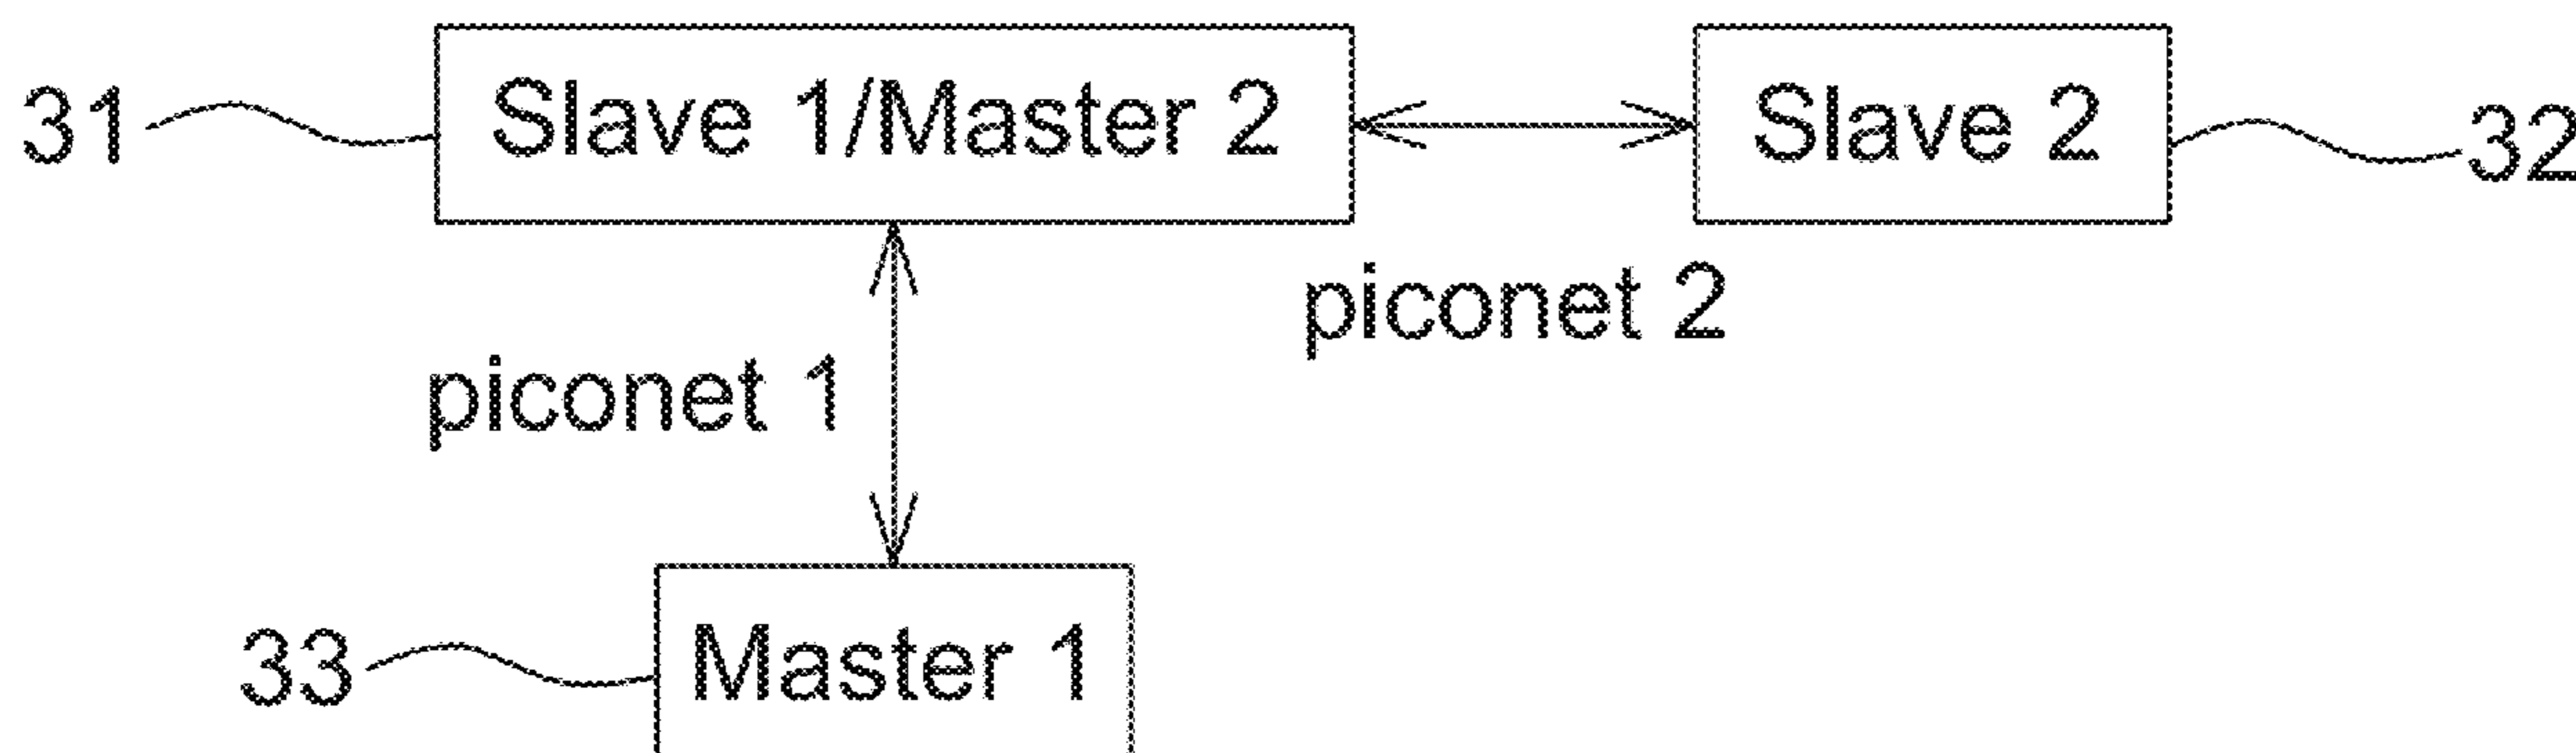 31
Slave 1/Master 2
Slave 2
32
piconet 2
piconet 1
33
Master 1